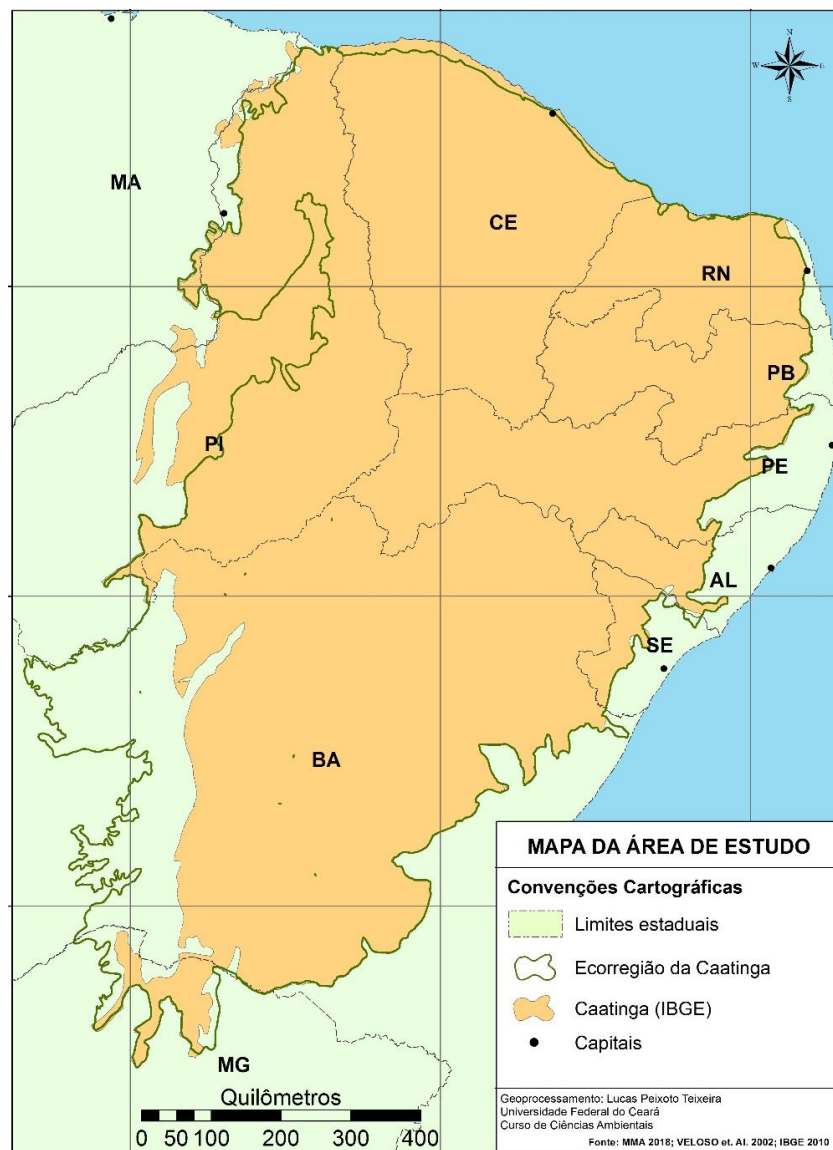 N
W
E
S
MA
CE
RN
PB
PI
PE
AL
SE
BA
MG
Quilômetros
0 50 100 200 300 400
MAPA DA ÁREA DE ESTUDO
Convenções Cartográficas
Limites estaduais
Ecorregião da Caatinga
Caatinga (IBGE)
Capitais
Geoprocessamento: Lucas Peixoto Teixeira
Universidade Federal do Ceará
Curso de Ciências Ambientais
Fonte: MMA 2018; VELOSO et. Al. 2002; IBGE 2010